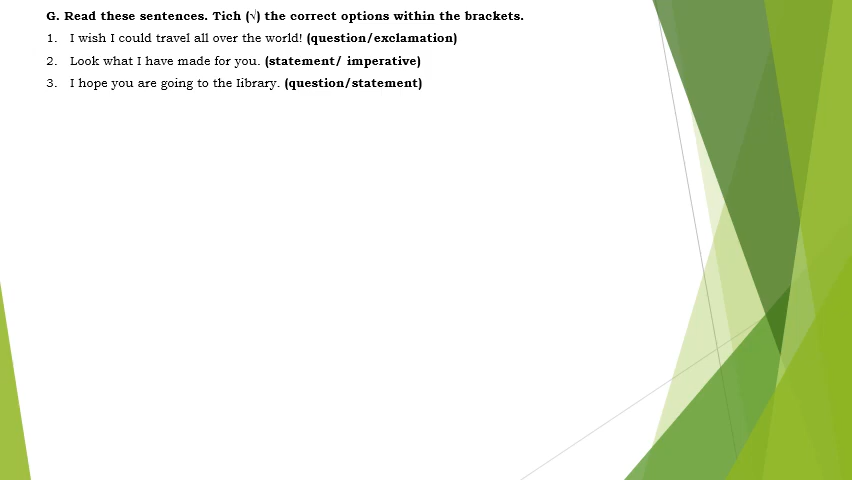 G. Read these sentences. Tich (√) the correct options within the brackets.
1. I wish I could travel all over the world! (question/exclamation)
2. Look what I have made for you. (statement/ imperative)
3. I hope you are going to the Iibrary. (question/statement)